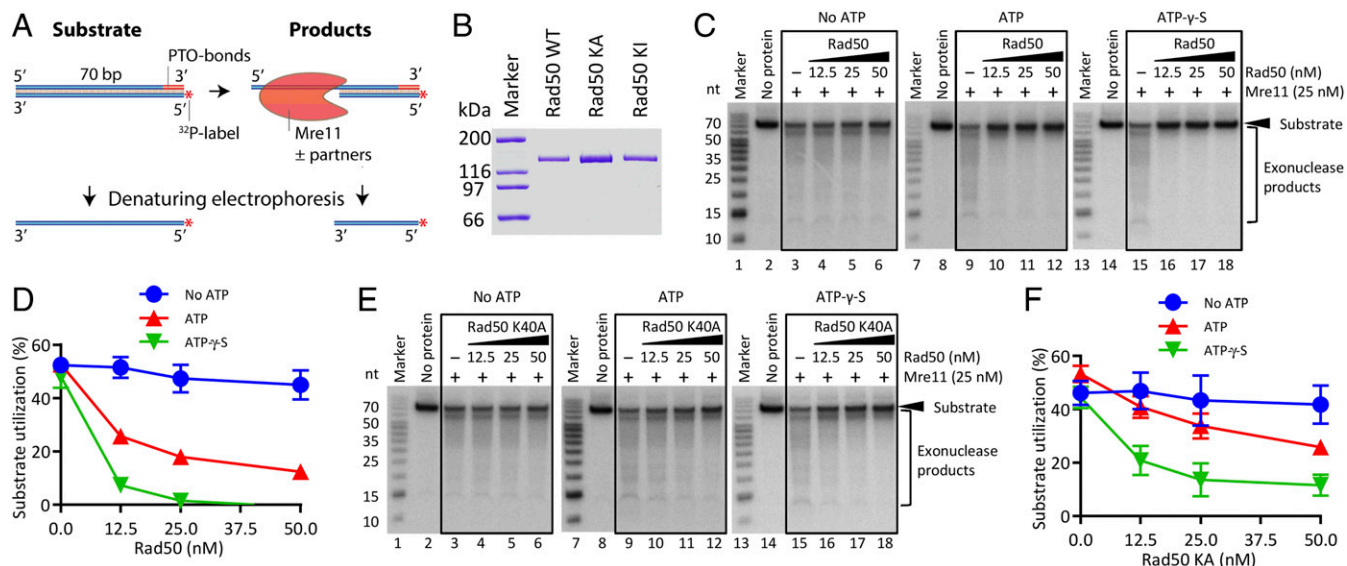 A
Substrate Products
PTO-bonds
5' 70 bp 3' 5' 3'
3' 5' 3' 5'
32P-label
Mre11
± partners
Denaturing electrophoresis
3' 5' 3' 5'
B
Marker
Rad50 WT
Rad50 KA
Rad50 KI
kDa
200
116
97
66
C
No ATP ATP ATP-γ-S
Marker
No protein
Rad50
Marker
No protein
Rad50
Marker
No protein
Rad50
– 12.5 25 50 – 12.5 25 50 – 12.5 25 50 Rad50 (nM)
nt + + + + + + + + + + + + Mre11 (25 nM)
70
50
35
25
15
10
Substrate
Exonuclease
products
1 2 3 4 5 6 7 8 9 10 11 12 13 14 15 16 17 18
D
No ATP
ATP
ATP-γ-S
Substrate utilization (%)
60
40
20
0
0.0 12.5 25.0 37.5 50.0
Rad50 (nM)
E
No ATP ATP ATP-γ-S
Marker
No protein
Rad50 K40A
Marker
No protein
Rad50 K40A
Marker
No protein
Rad50 K40A
– 12.5 25 50 – 12.5 25 50 – 12.5 25 50 Rad50 (nM)
nt + + + + + + + + + + + + Mre11 (25 nM)
70
50
35
25
15
10
Substrate
Exonuclease
products
1 2 3 4 5 6 7 8 9 10 11 12 13 14 15 16 17 18
F
No ATP
ATP
ATP-γ-S
Substrate utilization (%)
60
40
20
0
0.0 12.5 25.0 37.5 50.0
Rad50 KA (nM)